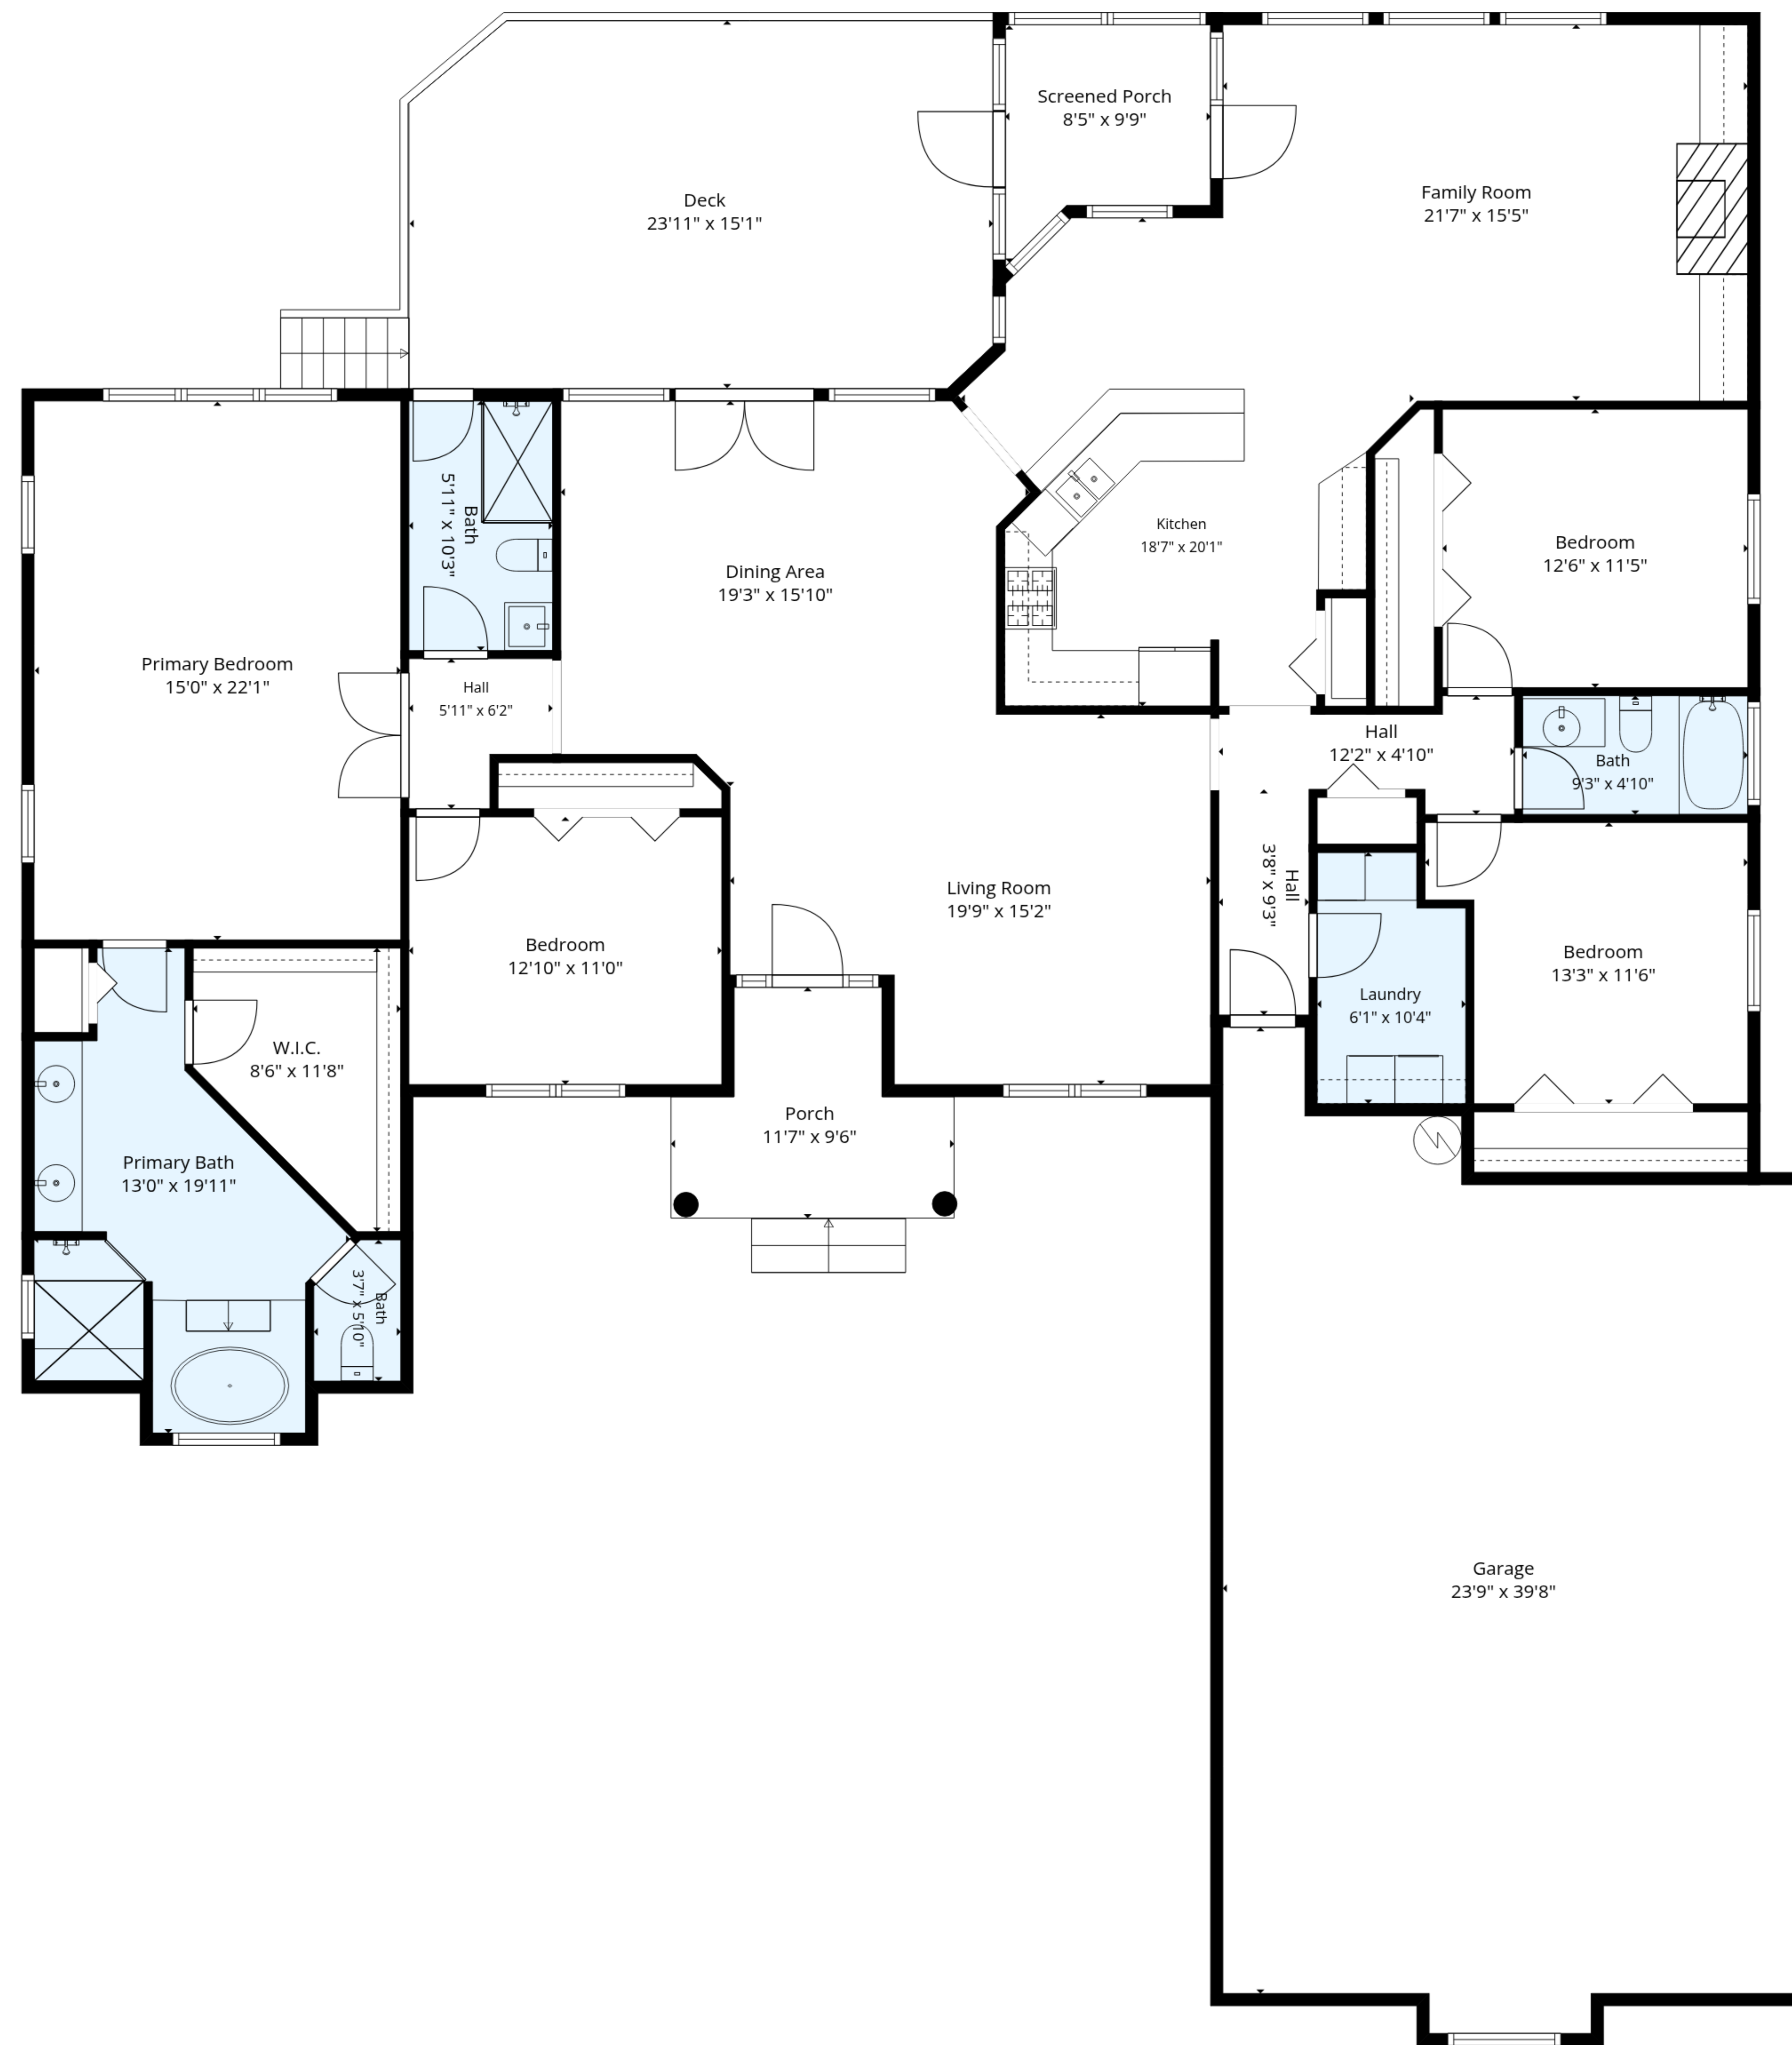 Screened Porch
8'5" x 9'9"
Deck
23'11" x 15'1"
Family Room
21'7" x 15'5"
Bath
5'11" x 10'3"
Kitchen
18'7" x 20'1"
Bedroom
12'6" x 11'5"
Dining Area
19'3" x 15'10"
Primary Bedroom
15'0" x 22'1"
Hall
5'11" x 6'2"
Hall
12'2" x 4'10"
Bath
9'3" x 4'10"
Hall
3'8" x 9'3"
Living Room
19'9" x 15'2"
Bedroom
12'10" x 11'0"
Bedroom
13'3" x 11'6"
Laundry
6'1" x 10'4"
W.I.C.
8'6" x 11'8"
Porch
11'7" x 9'6"
Primary Bath
13'0" x 19'11"
Bath
3'7" x 5'10"
Garage
23'9" x 39'8"